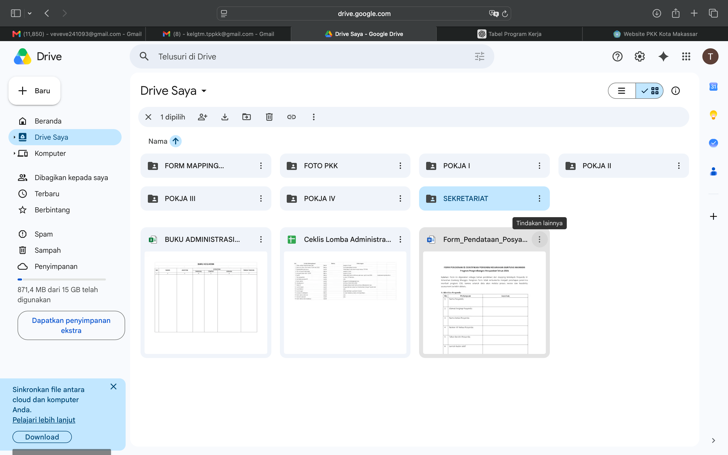 drive.google.com
(11,850) - veveve241093@gmail.com - Gmail
(8) - kelgtm.tppkk@gmail.com - Gmail
Drive Saya - Google Drive
Tabel Program Kerja
Website PKK Kota Makassar
Drive
Telusuri di Drive
T
Baru
Beranda
Drive Saya
Komputer
Dibagikan kepada saya
Terbaru
Berbintang
Spam
Sampah
Penyimpanan
871,4 MB dari 15 GB telah
digunakan
Dapatkan penyimpanan
ekstra
Sinkronkan file antara
cloud dan komputer
Anda.
Pelajari lebih lanjut
Download
Drive Saya
1 dipilih
Nama
FORM MAPPING...
FOTO PKK
POKJA I
POKJA II
POKJA III
POKJA IV
SEKRETARIAT
Tindakan lainnya
BUKU ADMINISTRASI...
Ceklis Lomba Administra...
Form_Pendataan_Posya...
31